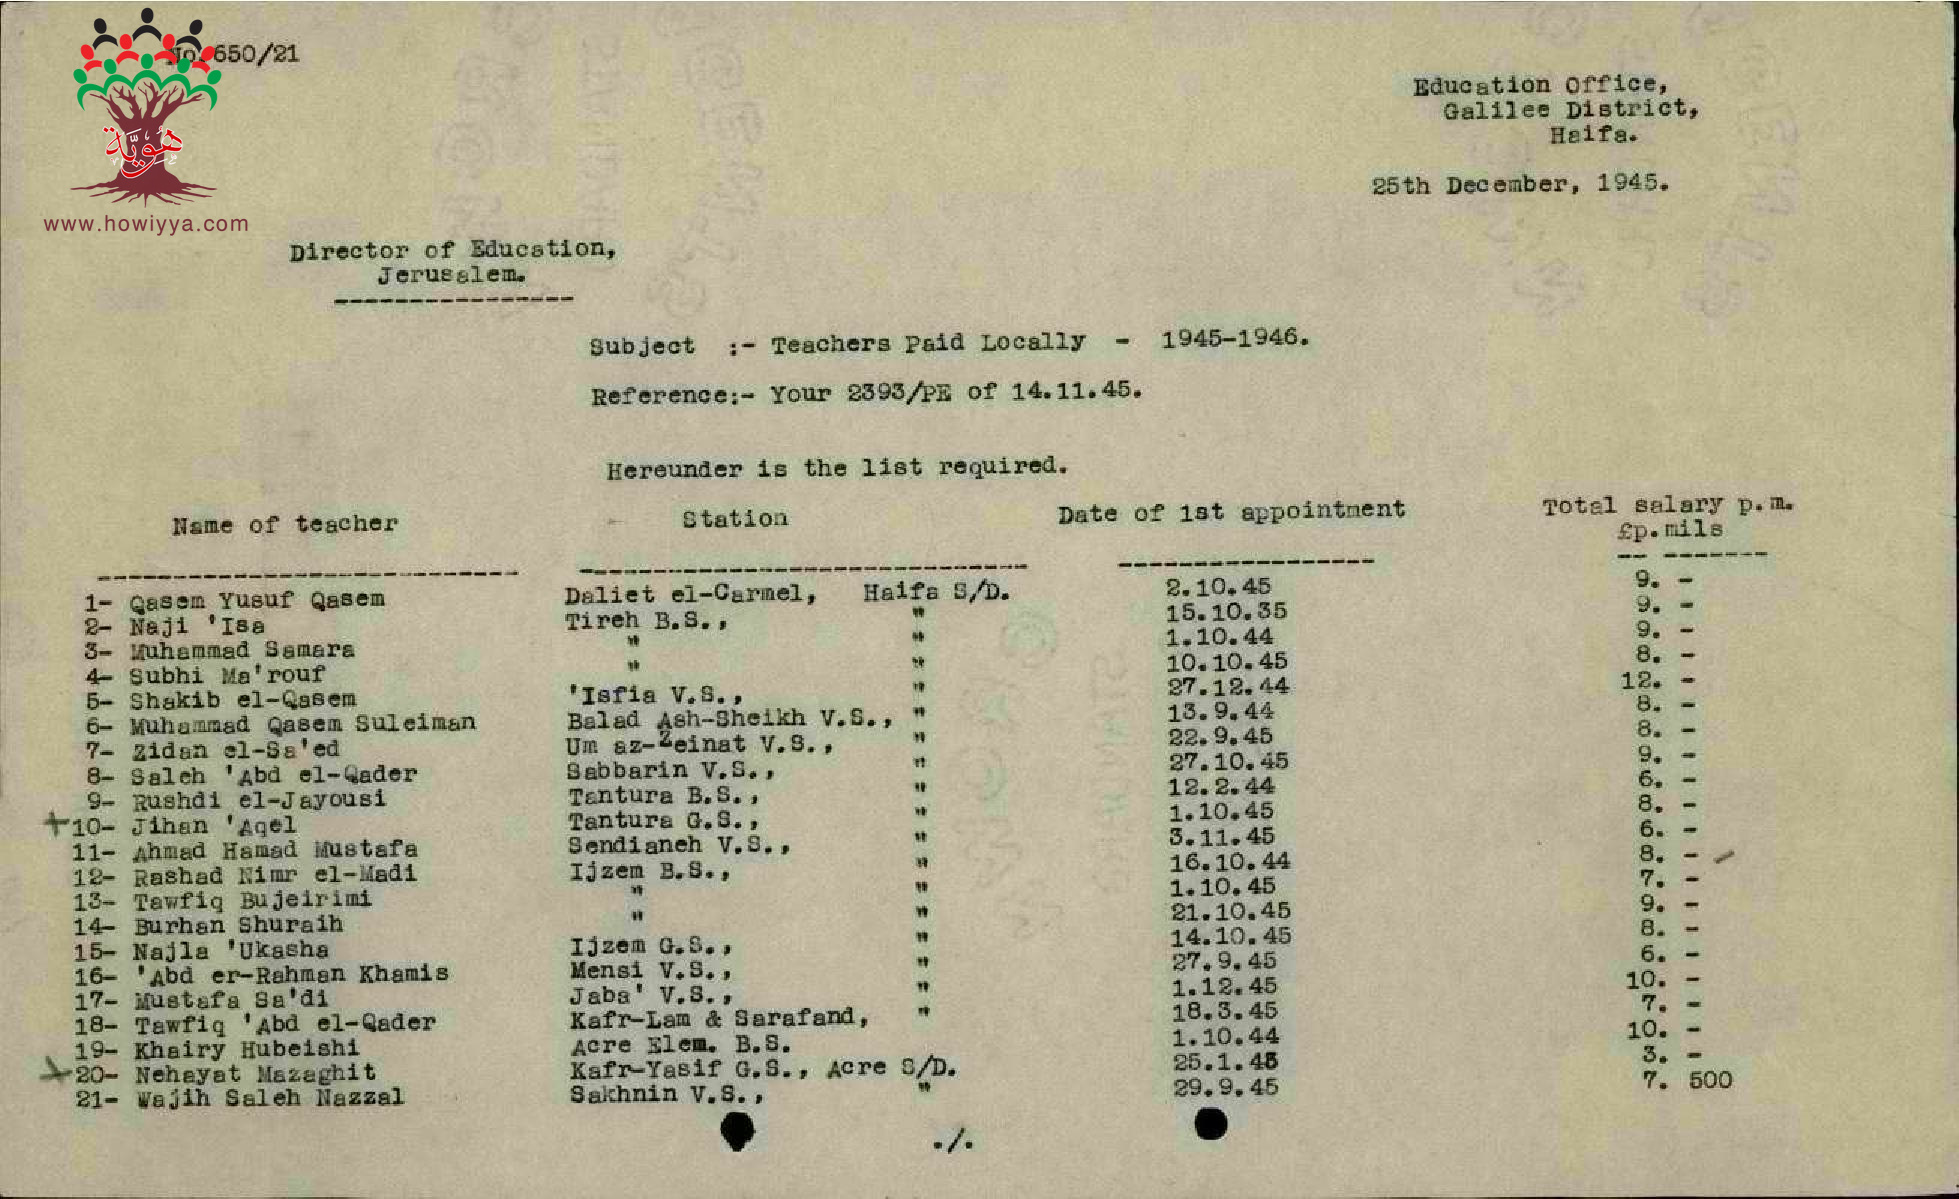 No. 650/21
هُويَّة
www.howiyya.com
Education Office,
Galilee District,
Haifa.
25th December, 1945.
Director of Education,
Jerusalem.
Subject :- Teachers Paid Locally - 1945-1946.
Reference:- Your 2393/PE of 14.11.45.
Hereunder is the list required.
Name of teacher Station Date of 1st appointment Total salary p.m.
£p.mils
1- Qasem Yusuf Qasem Daliet el-Carmel, Haifa S/D. 2.10.45 9. -
2- Naji 'Isa Tireh B.S., " 15.10.35 9. -
3- Muhammad Samara " " 1.10.44 9. -
4- Subhi Ma'rouf " " 10.10.45 8. -
5- Shakib el-Qasem 'Isfia V.S., " 27.12.44 12. -
6- Muhammad Qasem Suleiman Balad Ash-Sheikh V.S., " 13.9.44 8. -
7- Zidan el-Sa'ed Um az-Zeinat V.S., " 22.9.45 8. -
8- Saleh 'Abd el-Qader Sabbarin V.S., " 27.10.45 9. -
9- Rushdi el-Jayousi Tantura B.S., " 12.2.44 6. -
+10- Jihan 'Aqel Tantura G.S., " 1.10.45 8. -
11- Ahmad Hamad Mustafa Sendianeh V.S., " 3.11.45 6. -
12- Rashad Nimr el-Madi Ijzem B.S., " 16.10.44 8. -
13- Tawfiq Bujeirimi " " 1.10.45 7. -
14- Burhan Shuraih " " 21.10.45 9. -
15- Najla 'Ukasha Ijzem G.S., " 14.10.45 8. -
16- 'Abd er-Rahman Khamis Mensi V.S., " 27.9.45 6. -
17- Mustafa Sa'di Jaba' V.S., " 1.12.45 10. -
18- Tawfiq 'Abd el-Qader Kafr-Lam & Sarafand, " 18.3.45 7. -
19- Khairy Hubeishi Acre Elem. B.S. 1.10.44 10. -
+20- Nehayat Mazaghit Kafr-Yasif G.S., Acre S/D. 25.1.45 3. -
21- Wajih Saleh Nazzal Sakhnin V.S., " 29.9.45 7. 500
./.